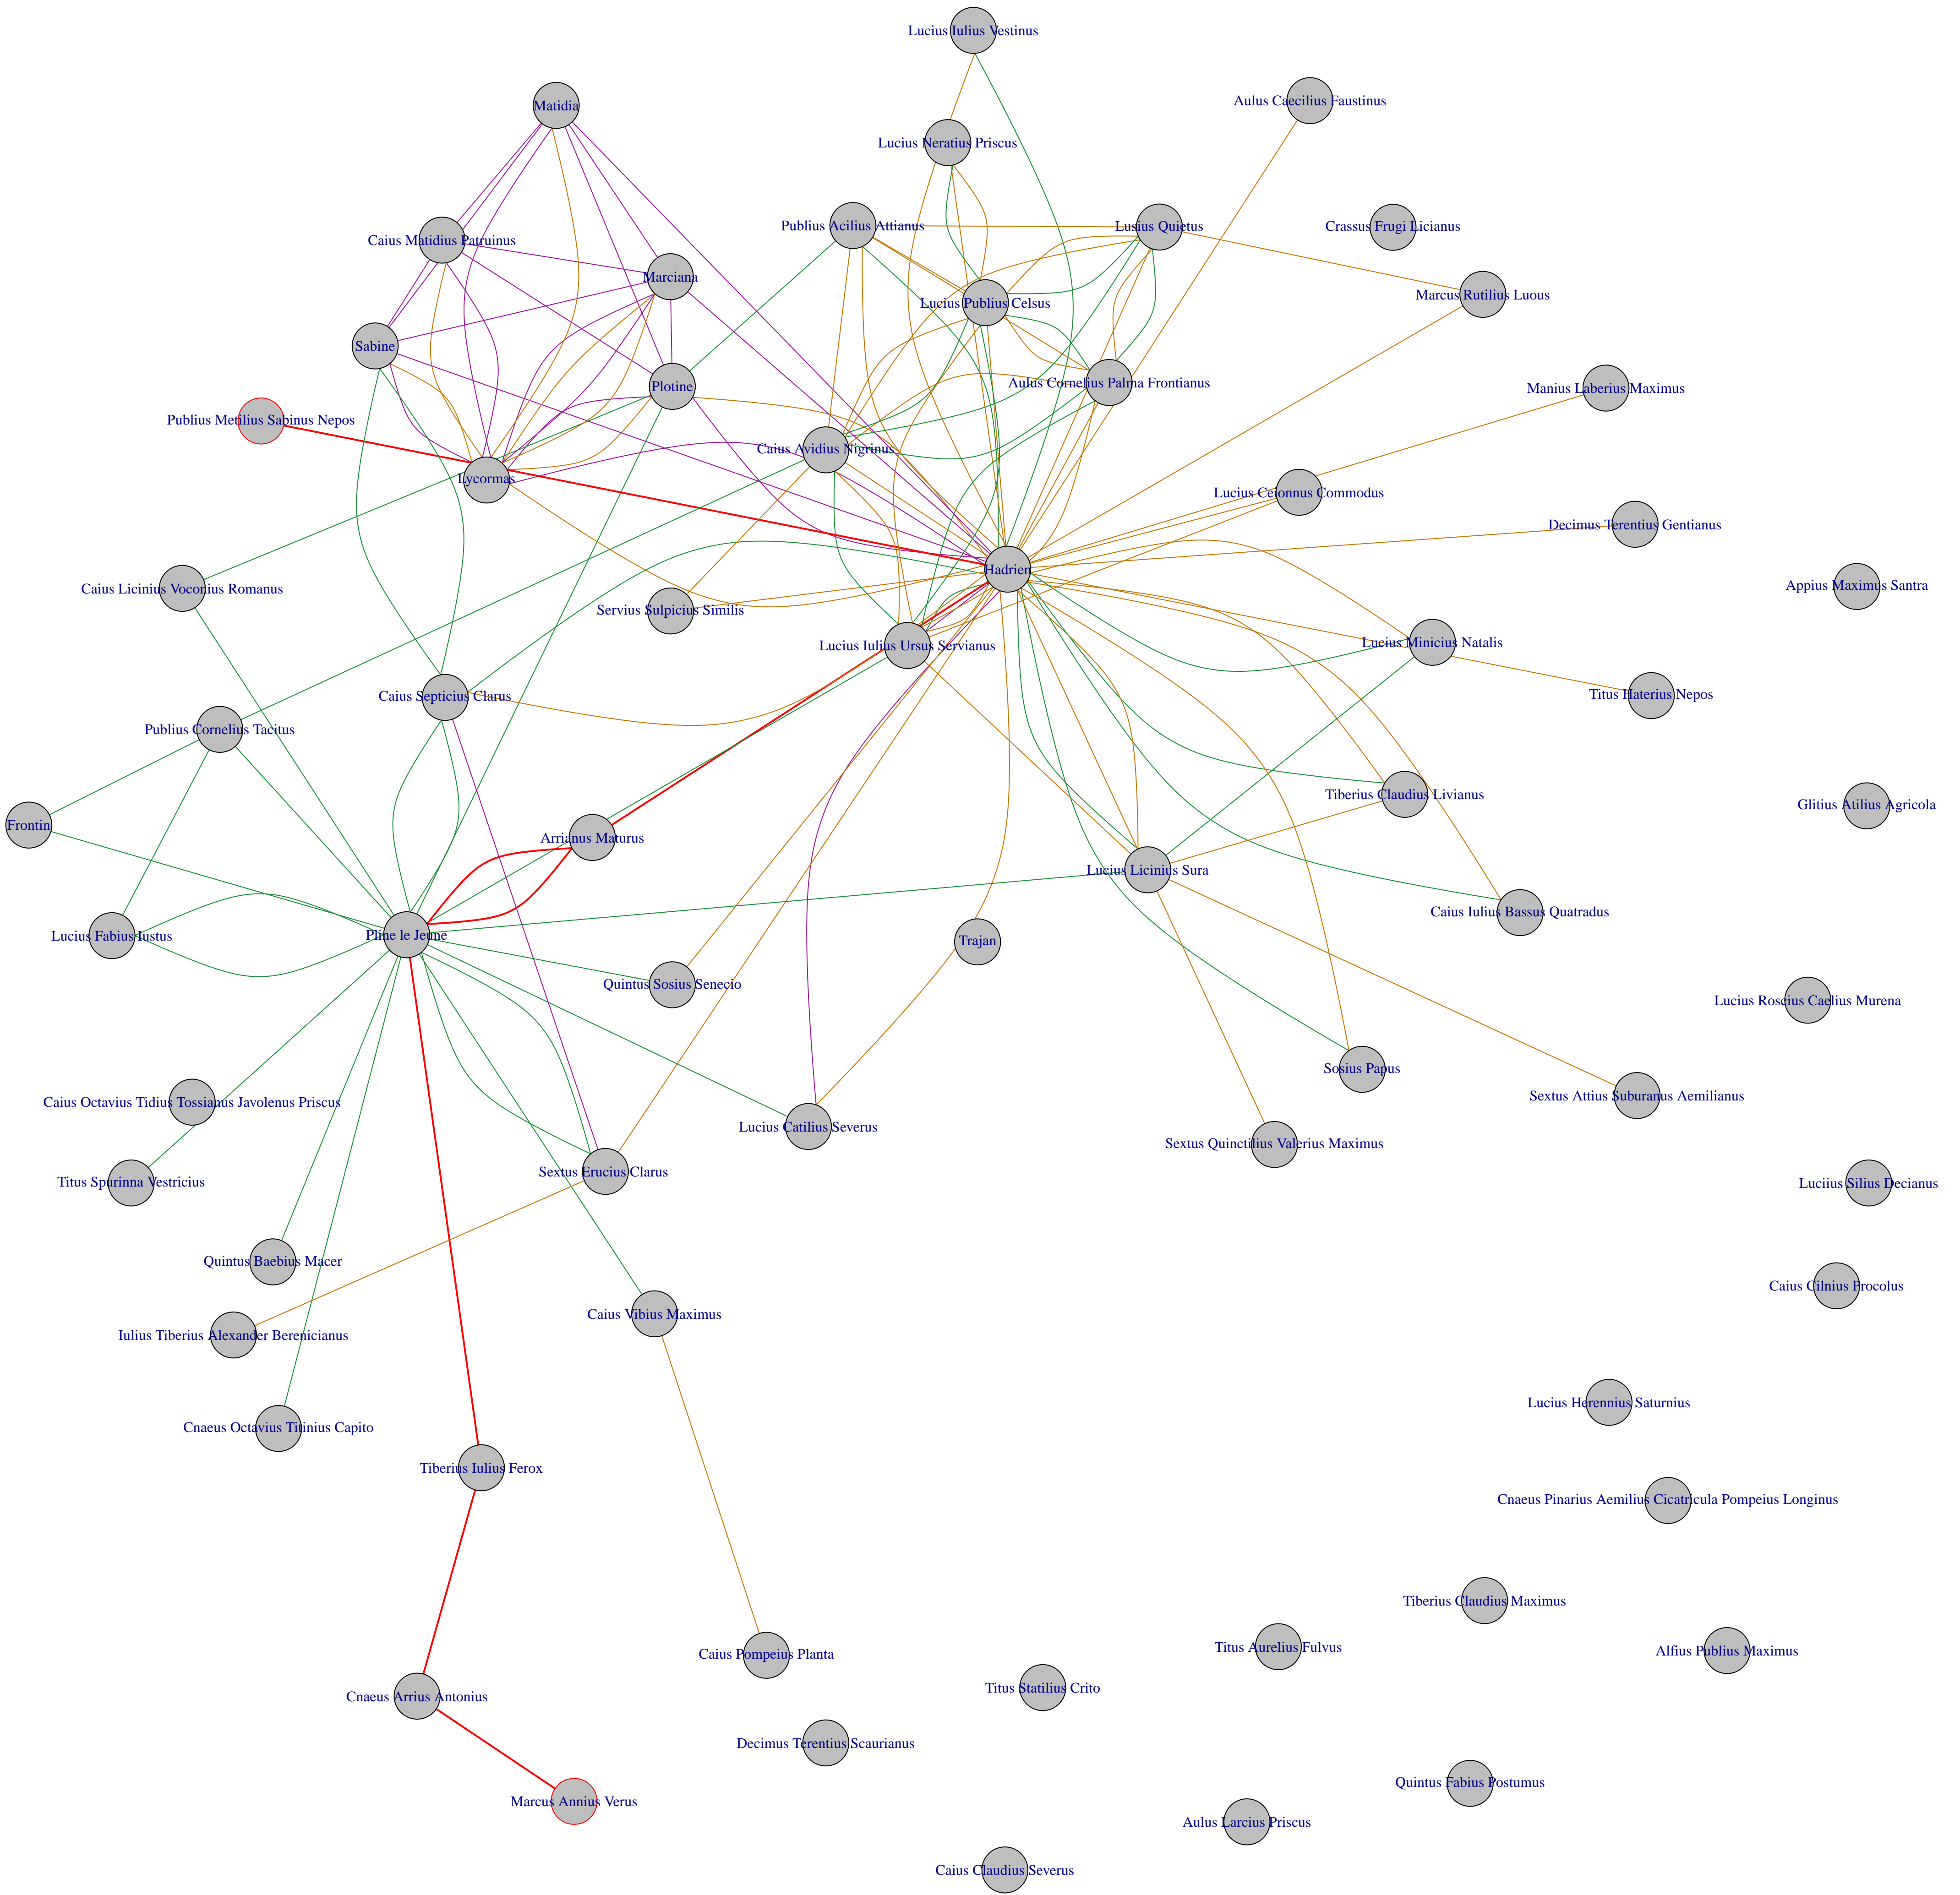 Lucius Iulius Vestinus
Aulus Caecilius Faustinus
Matidia
Lucius Neratius Priscus
Publius Acilius Attianus
Lusius Quietus
Crassus Frugi Licianus
Caius Matidius Patruinus
Marciana
Marcus Rutilius Luous
Lucius Publius Celsus
Sabine
Plotine
Aulus Cornelius Palma Frontianus
Manius Laberius Maximus
Publius Metilius Sabinus Nepos
Caius Avidius Nigrinus
Lycormas
Lucius Ceionnus Commodus
Decimus Terentius Gentianus
Hadrien
Caius Licinius Voconius Romanus
Appius Maximus Santra
Servius Sulpicius Similis
Lucius Iulius Ursus Servianus
Lucius Minicius Natalis
Caius Septicius Clarus
Titus Haterius Nepos
Publius Cornelius Tacitus
Tiberius Claudius Livianus
Glitius Atilius Agricola
Frontin
Arrianus Maturus
Lucius Licinius Sura
Caius Iulius Bassus Quatradus
Lucius Fabius Iustus
Pline le Jeune
Trajan
Quintus Sosius Senecio
Lucius Roscius Caelius Murena
Sosius Papus
Sextus Attius Suburanus Aemilianus
Caius Octavius Tidius Tossianus Javolenus Priscus
Lucius Catilius Severus
Sextus Quinctilius Valerius Maximus
Sextus Erucius Clarus
Titus Spurinna Vestricius
Luciius Silius Decianus
Quintus Baebius Macer
Caius Cilnius Procolus
Caius Vibius Maximus
Iulius Tiberius Alexander Berenicianus
Lucius Herennius Saturnius
Cnaeus Octavius Titinius Capito
Tiberius Iulius Ferox
Cnaeus Pinarius Aemilius Cicatricula Pompeius Longinus
Tiberius Claudius Maximus
Titus Aurelius Fulvus
Alfius Publius Maximus
Caius Pompeius Planta
Titus Statilius Crito
Cnaeus Arrius Antonius
Decimus Terentius Scaurianus
Quintus Fabius Postumus
Marcus Annius Verus
Aulus Larcius Priscus
Caius Claudius Severus